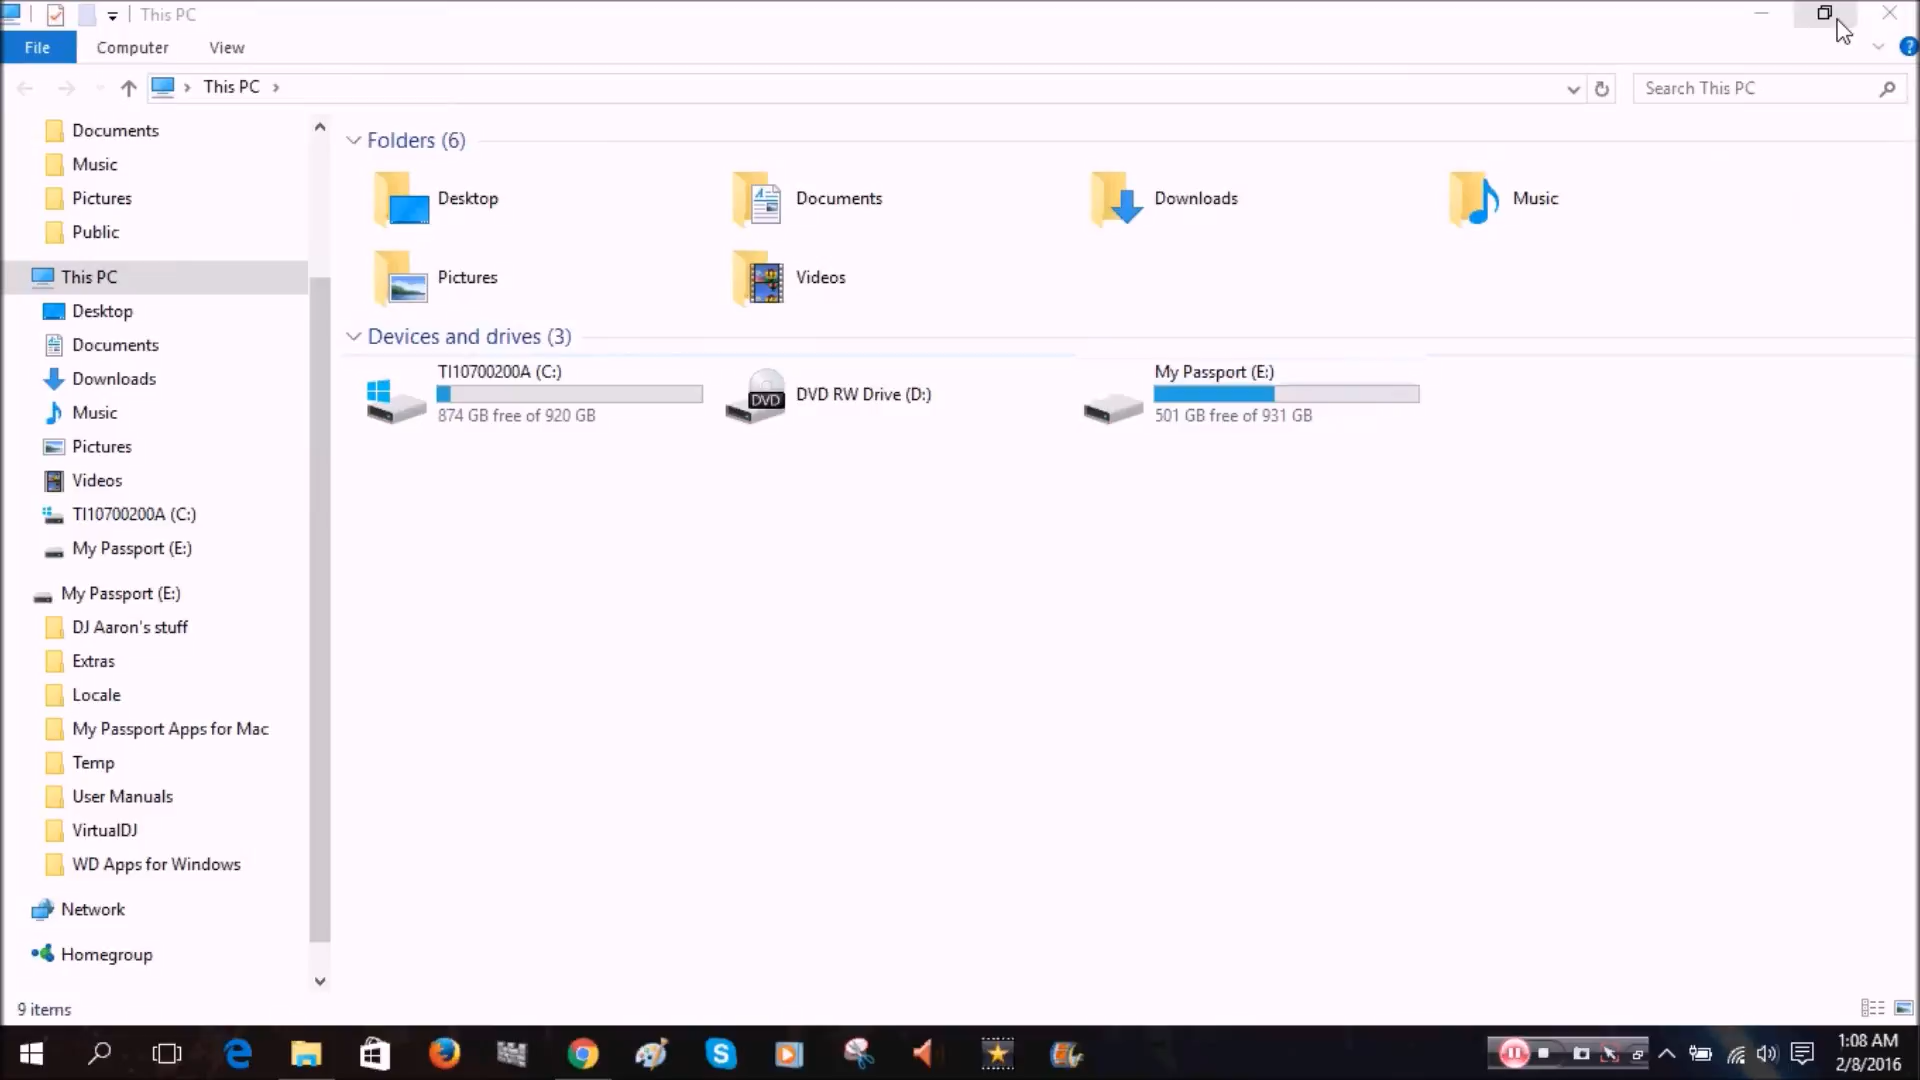 This PC
File Computer View
This PC
Search This PC
Documents
Music
Pictures
Public
This PC
Desktop
Documents
Downloads
Music
Pictures
Videos
TI10700200A (C:)
My Passport (E:)
My Passport (E:)
DJ Aaron's stuff
Extras
Locale
My Passport Apps for Mac
Temp
User Manuals
VirtualDJ
WD Apps for Windows
Network
Homegroup
Folders (6)
Desktop
Documents
Downloads
Music
Pictures
Videos
Devices and drives (3)
TI10700200A (C:)
874 GB free of 920 GB
DVD
DVD RW Drive (D:)
My Passport (E:)
501 GB free of 931 GB
9 items
1:08 AM
2/8/2016